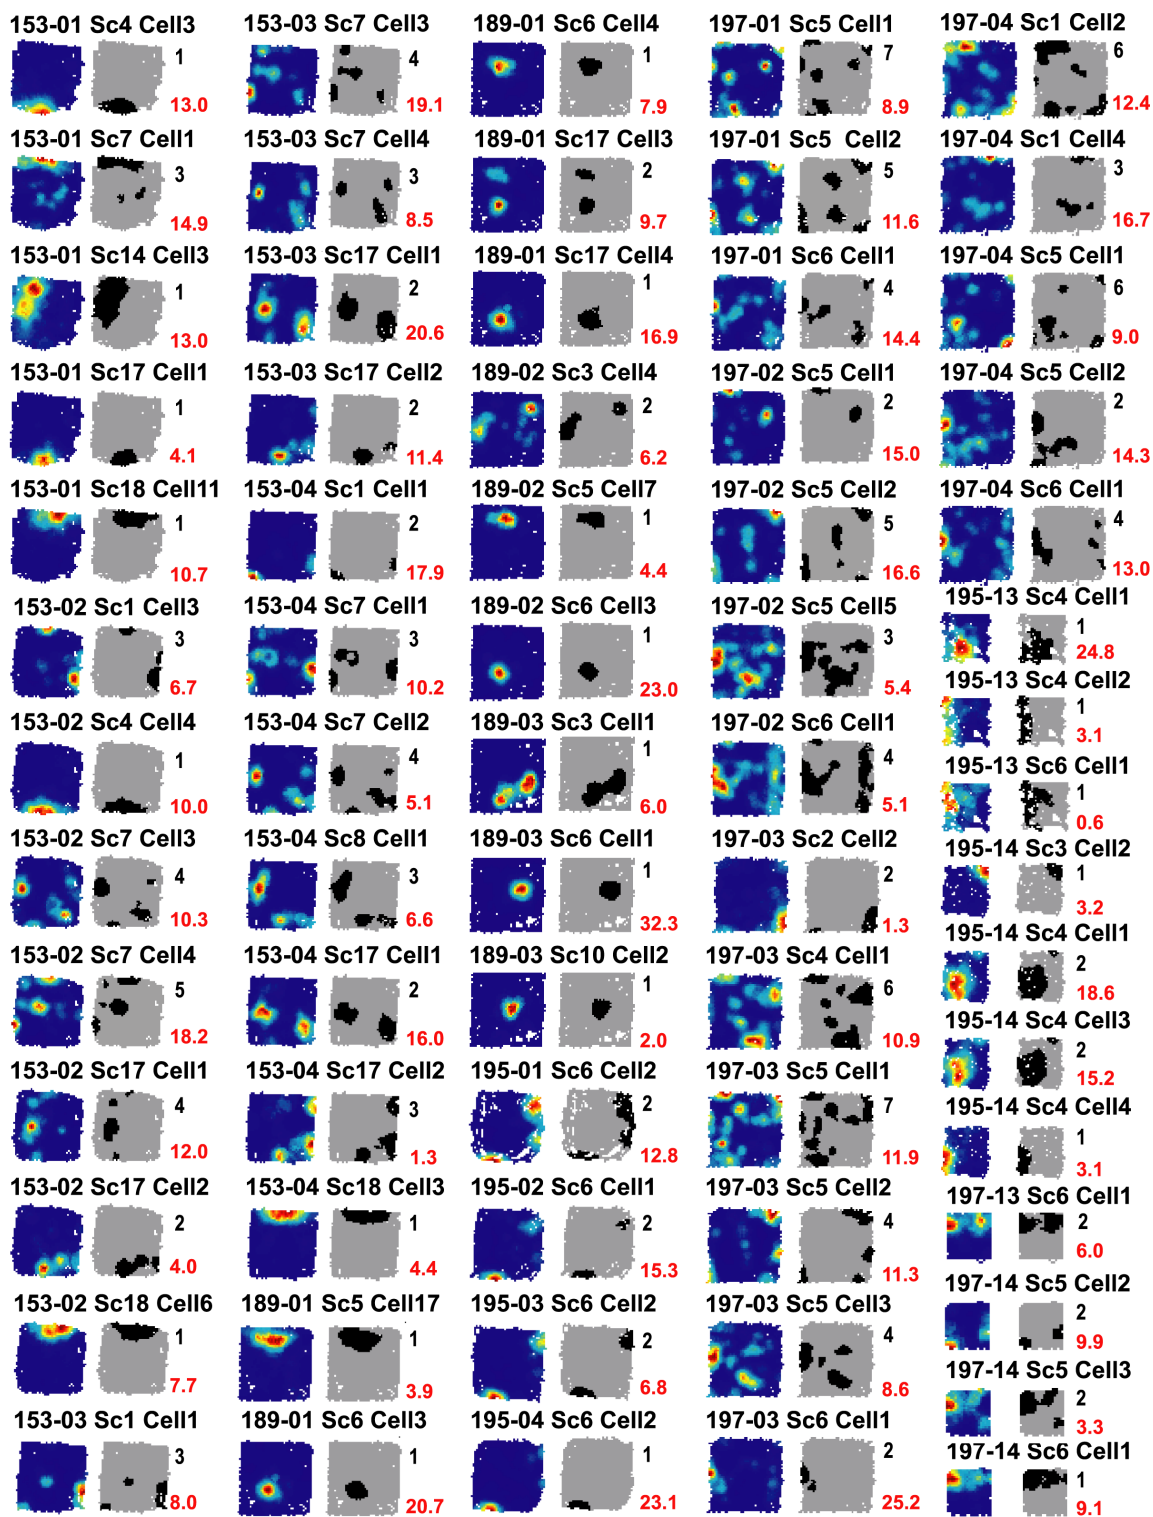 153-01 Sc4 Cell3
1
13.0
153-01 Sc7 Cell1
3
14.9
153-01 Sc14 Cell3
1
13.0
153-01 Sc17 Cell1
1
4.1
153-01 Sc18 Cell11
1
10.7
153-02 Sc1 Cell3
3
6.7
153-02 Sc4 Cell4
1
10.0
153-02 Sc7 Cell3
4
10.3
153-02 Sc7 Cell4
5
18.2
153-02 Sc17 Cell1
4
12.0
153-02 Sc17 Cell2
2
4.0
153-02 Sc18 Cell6
1
7.7
153-03 Sc1 Cell1
3
8.0
153-03 Sc7 Cell3
4
19.1
153-03 Sc7 Cell4
3
8.5
153-03 Sc17 Cell1
2
20.6
153-03 Sc17 Cell2
2
11.4
153-04 Sc1 Cell1
2
17.9
153-04 Sc7 Cell1
3
10.2
153-04 Sc7 Cell2
4
5.1
153-04 Sc8 Cell1
3
6.6
153-04 Sc17 Cell1
2
16.0
153-04 Sc17 Cell2
3
1.3
153-04 Sc18 Cell3
1
4.4
189-01 Sc5 Cell17
1
3.9
189-01 Sc6 Cell3
1
20.7
189-01 Sc6 Cell4
1
7.9
189-01 Sc17 Cell3
2
9.7
189-01 Sc17 Cell4
1
16.9
189-02 Sc3 Cell4
2
6.2
189-02 Sc5 Cell7
1
4.4
189-02 Sc6 Cell3
1
23.0
189-03 Sc3 Cell1
1
6.0
189-03 Sc6 Cell1
1
32.3
189-03 Sc10 Cell2
1
2.0
195-01 Sc6 Cell2
2
12.8
195-02 Sc6 Cell1
2
15.3
195-03 Sc6 Cell2
2
6.8
195-04 Sc6 Cell2
1
23.1
197-01 Sc5 Cell1
7
8.9
197-01 Sc5 Cell2
5
11.6
197-01 Sc6 Cell1
4
14.4
197-02 Sc5 Cell1
2
15.0
197-02 Sc5 Cell2
5
16.6
197-02 Sc5 Cell5
3
5.4
197-02 Sc6 Cell1
4
5.1
197-03 Sc2 Cell2
2
1.3
197-03 Sc4 Cell1
6
10.9
197-03 Sc5 Cell1
7
11.9
197-03 Sc5 Cell2
4
11.3
197-03 Sc5 Cell3
4
8.6
197-03 Sc6 Cell1
2
25.2
197-04 Sc1 Cell2
6
12.4
197-04 Sc1 Cell4
3
16.7
197-04 Sc5 Cell1
6
9.0
197-04 Sc5 Cell2
2
14.3
197-04 Sc6 Cell1
4
13.0
195-13 Sc4 Cell1
1
24.8
195-13 Sc4 Cell2
1
3.1
195-13 Sc6 Cell1
1
0.6
195-14 Sc3 Cell2
1
3.2
195-14 Sc4 Cell1
2
18.6
195-14 Sc4 Cell3
2
15.2
195-14 Sc4 Cell4
1
3.1
197-13 Sc6 Cell1
2
6.0
197-14 Sc5 Cell2
2
9.9
197-14 Sc5 Cell3
2
3.3
197-14 Sc6 Cell1
1
9.1